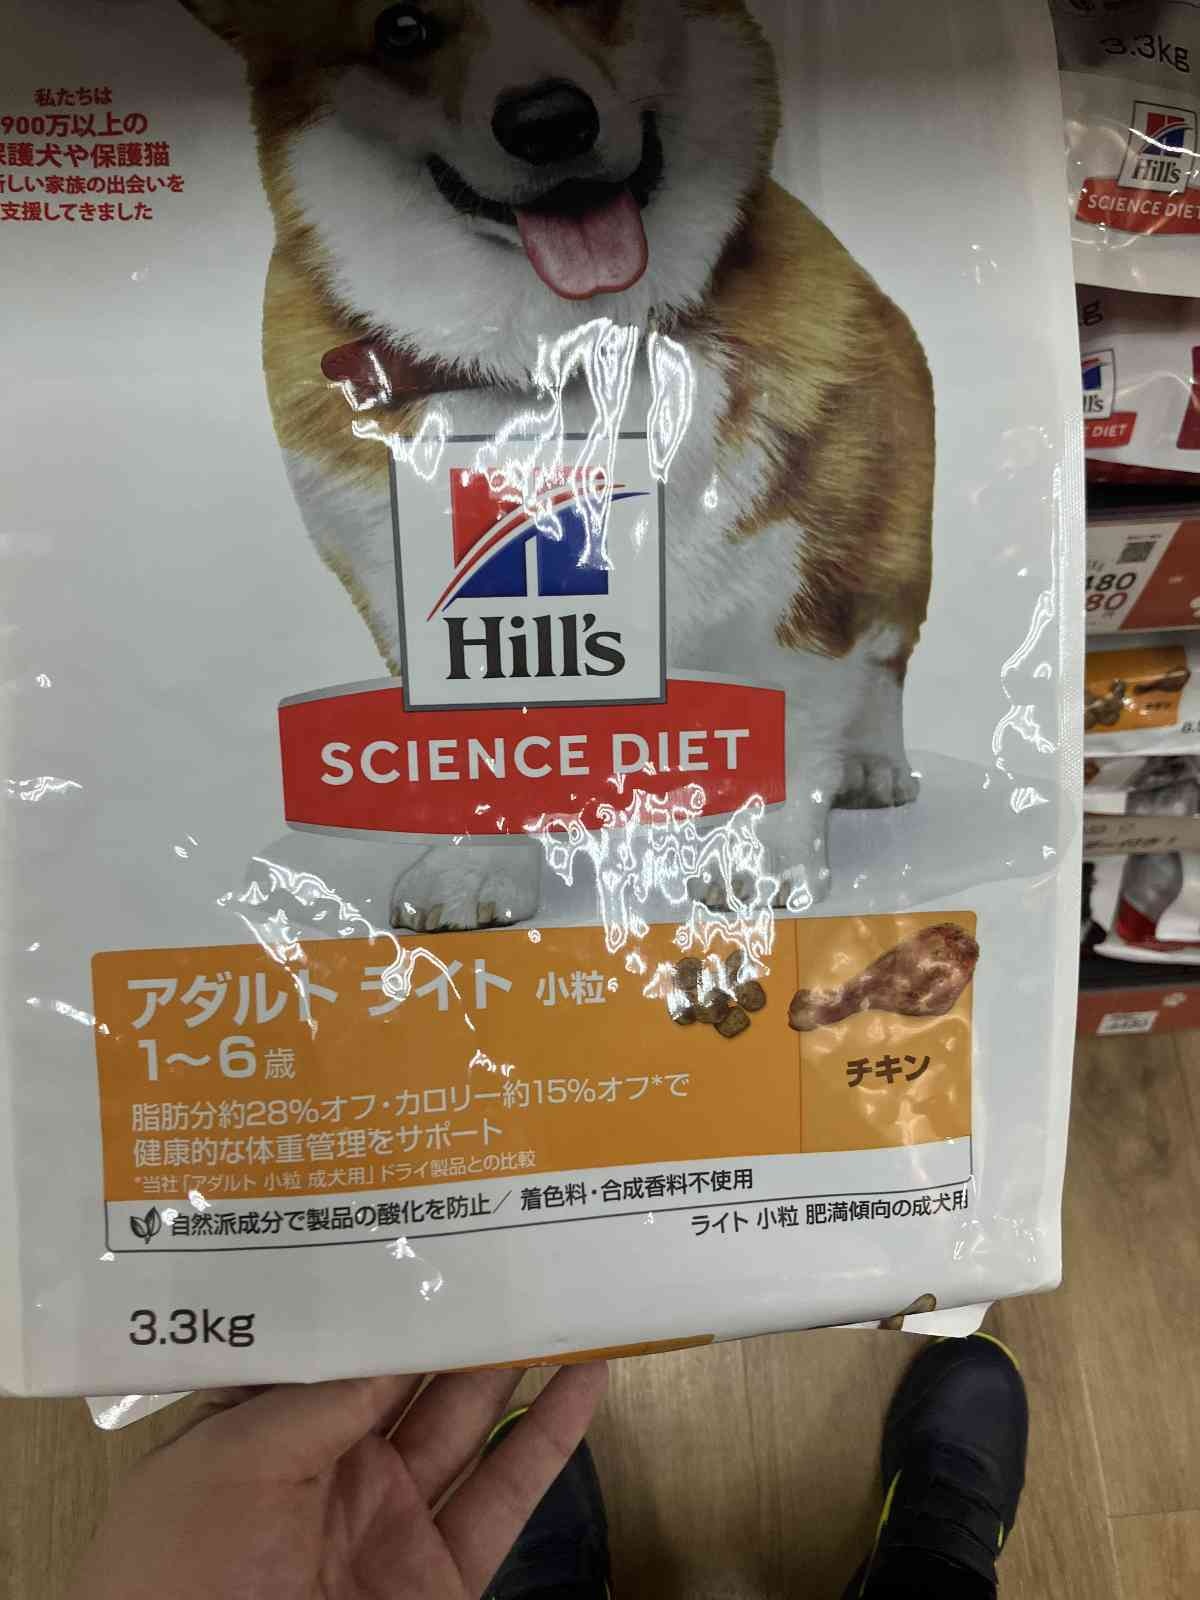 私たちは
900万以上の
護犬や保護猫
しい家族の出会いを
支援してきました
Hill's
SCIENCE DIET
アダルト ライト 小粒
1〜6歳
脂肪分約28%オフ・カロリー約15%オフ*で
健康的な体重管理をサポート
*当社「アダルト 小粒 成犬用」ドライ製品との比較
チキン
自然派成分で製品の酸化を防止/ 着色料・合成香料不使用
ライト 小粒 肥満傾向の成犬用
3.3kg
3.3kg
Hill's
SCIENCE DIET
DIET